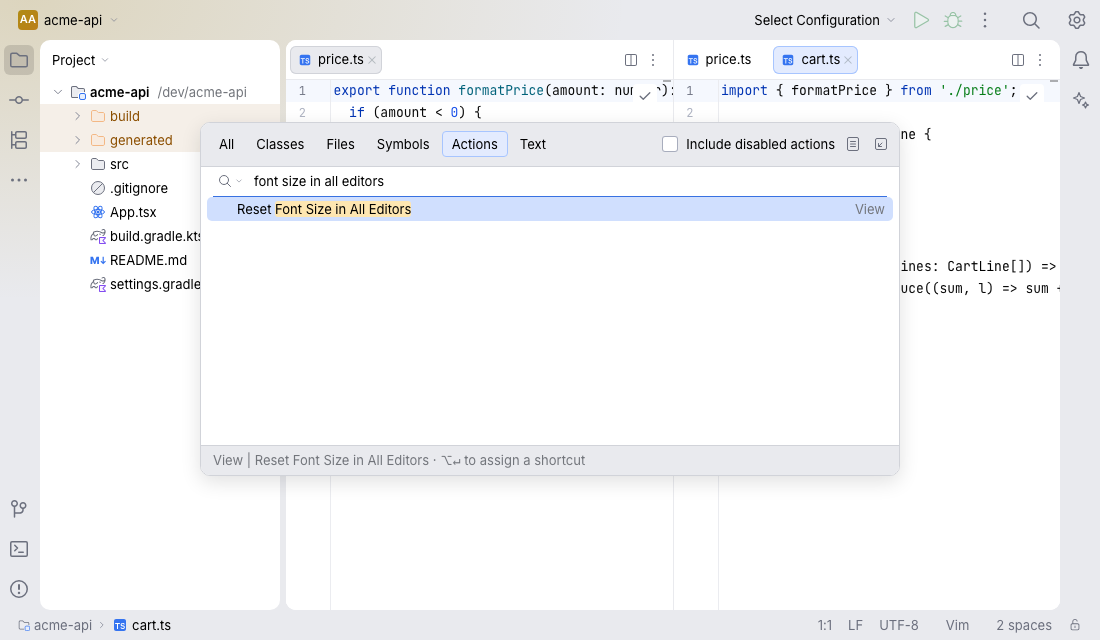 AA acme-api
Select Configuration
Project
price.ts
price.ts
cart.ts
acme-api /dev/acme-api
build
generated
src
.gitignore
App.tsx
build.gradle.kts
README.md
settings.gradle
1 export function formatPrice(amount:
2 if (amount < 0) {
1 import { formatPrice } from './price';
2
ne {
ines: CartLine[]) =>
uce((sum, l) => sum
All Classes Files Symbols Actions Text
Include disabled actions
font size in all editors
Reset Font Size in All Editors View
View | Reset Font Size in All Editors · ⌥↵ to assign a shortcut
acme-api TS cart.ts
1:1 LF UTF-8 Vim 2 spaces